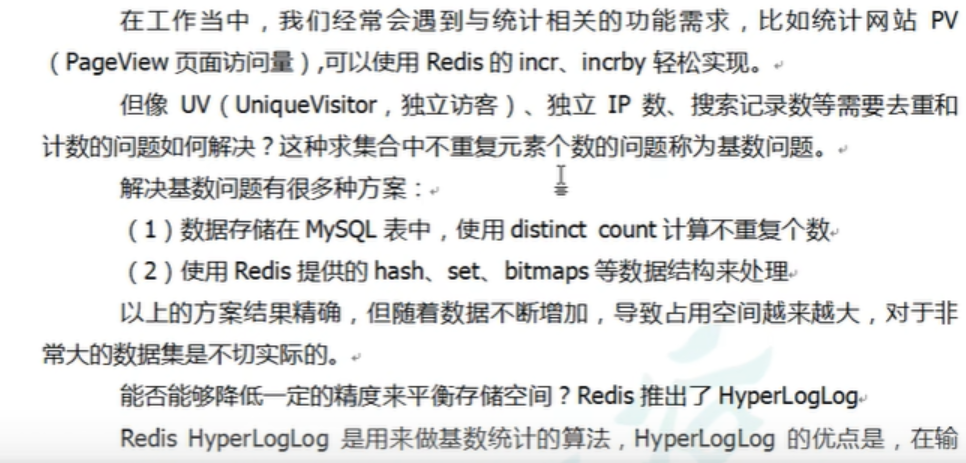 在工作当中，我们经常会遇到与统计相关的功能需求，比如统计网站 PV
（PageView 页面访问量）,可以使用 Redis 的 incr、incrby 轻松实现。
但像 UV（UniqueVisitor，独立访客）、独立 IP 数、搜索记录数等需要去重和
计数的问题如何解决？这种求集合中不重复元素个数的问题称为基数问题。
解决基数问题有很多种方案：
（1）数据存储在 MySQL 表中，使用 distinct count 计算不重复个数
（2）使用 Redis 提供的 hash、set、bitmaps 等数据结构来处理
以上的方案结果精确，但随着数据不断增加，导致占用空间越来越大，对于非
常大的数据集是不切实际的。
能否能够降低一定的精度来平衡存储空间？Redis 推出了 HyperLogLog
Redis HyperLogLog 是用来做基数统计的算法，HyperLogLog 的优点是，在输